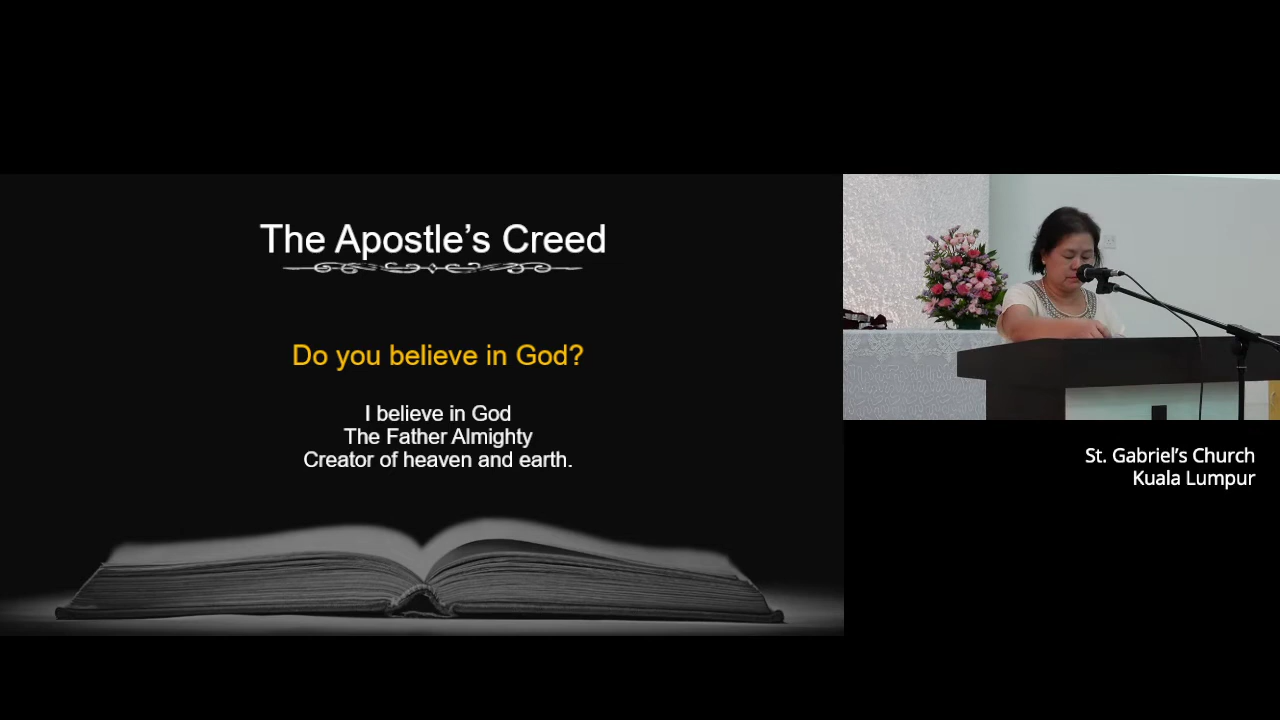 The Apostle’s Creed
Do you believe in God?
I believe in God
The Father Almighty
Creator of heaven and earth.
St. Gabriel’s Church
Kuala Lumpur